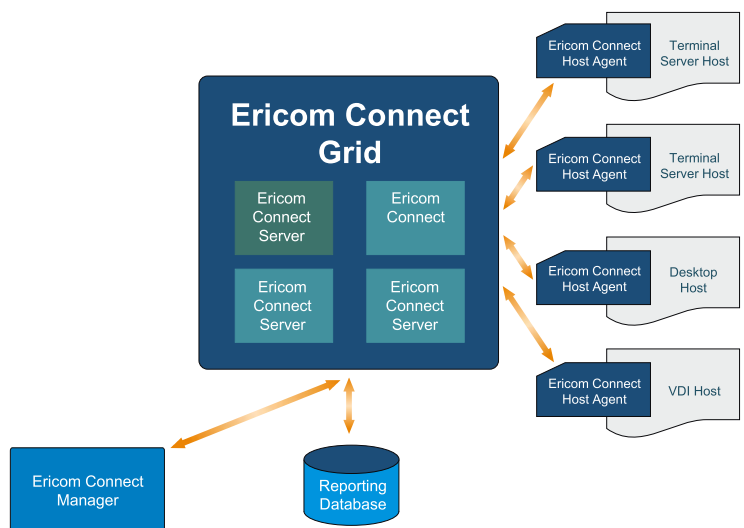 Ericom Connect
Grid
Ericom
Connect
Server
Ericom
Connect
Ericom
Connect
Server
Ericom
Connect
Server
Ericom Connect
Host Agent
Terminal
Server Host
Ericom Connect
Host Agent
Terminal
Server Host
Ericom Connect
Host Agent
Desktop
Host
Ericom Connect
Host Agent
VDI Host
Ericom Connect
Manager
Reporting
Database